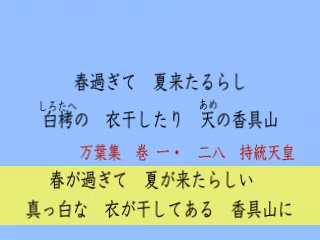 春過ぎて　夏来たるらし
しろたへ　あめ
白栲の　衣干したり　天の香具山
万葉集　巻 一・　二八　持統天皇
春が過ぎて　夏が来たらしい
真っ白な　衣が干してある　香具山に